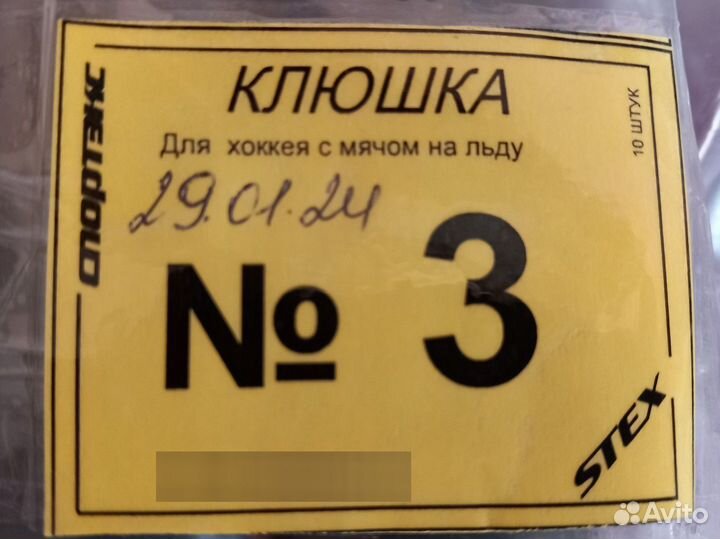 КЛЮШКА
Для хоккея с мячом на льду
29.01.24
№ 3
спортэкс
10 ШТУК
STEX
Avito